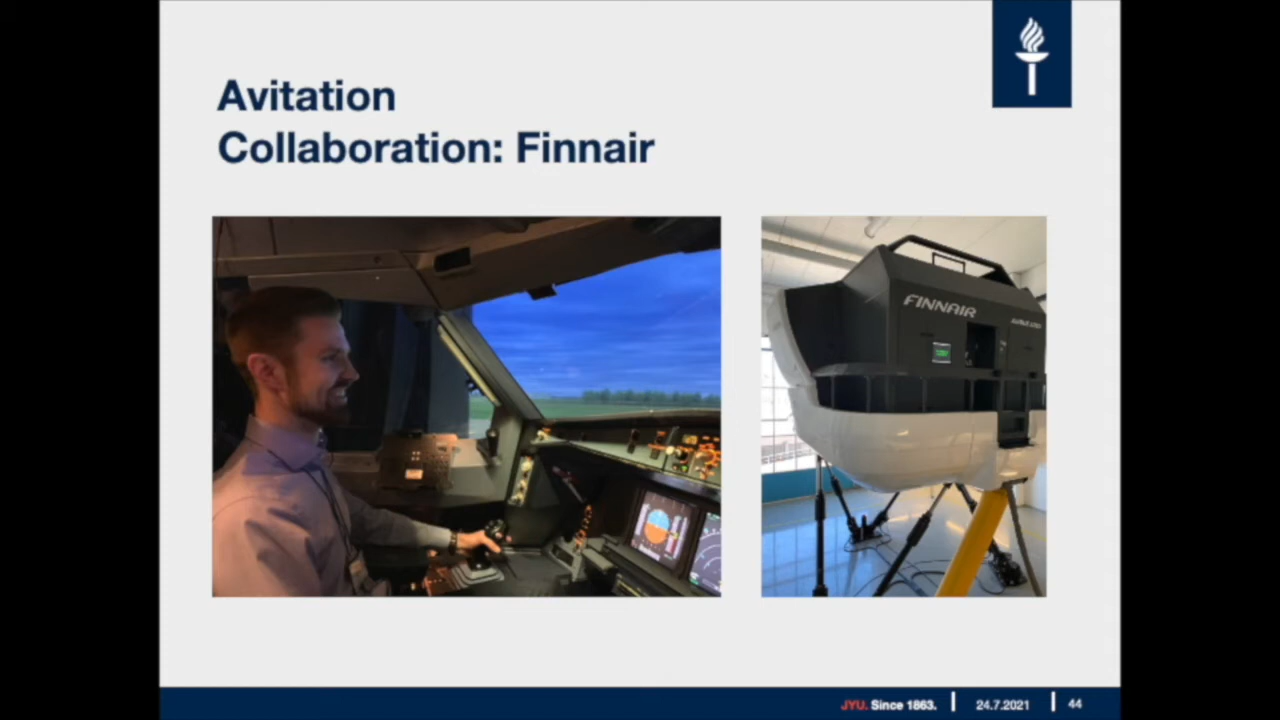 Avitation
Collaboration: Finnair
FINNAIR
JYU. Since 1863.
24.7.2021
44